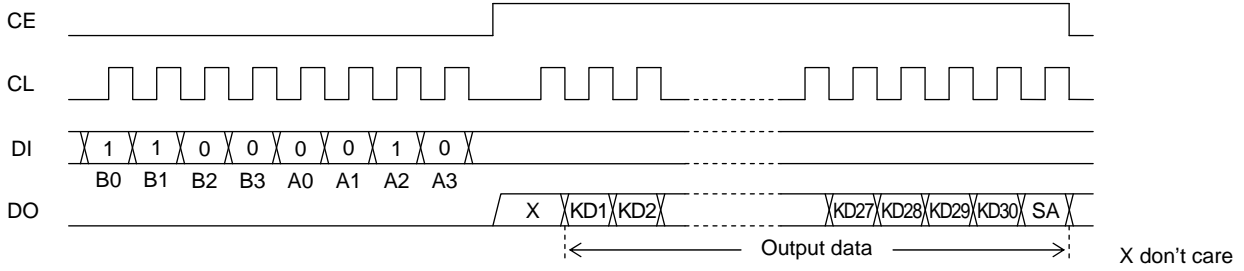 CE
CL
DI 1 1 0 0 0 0 1 0
B0 B1 B2 B3 A0 A1 A2 A3
DO X KD1 KD2 KD27 KD28 KD29 KD30 SA
Output data
X don't care